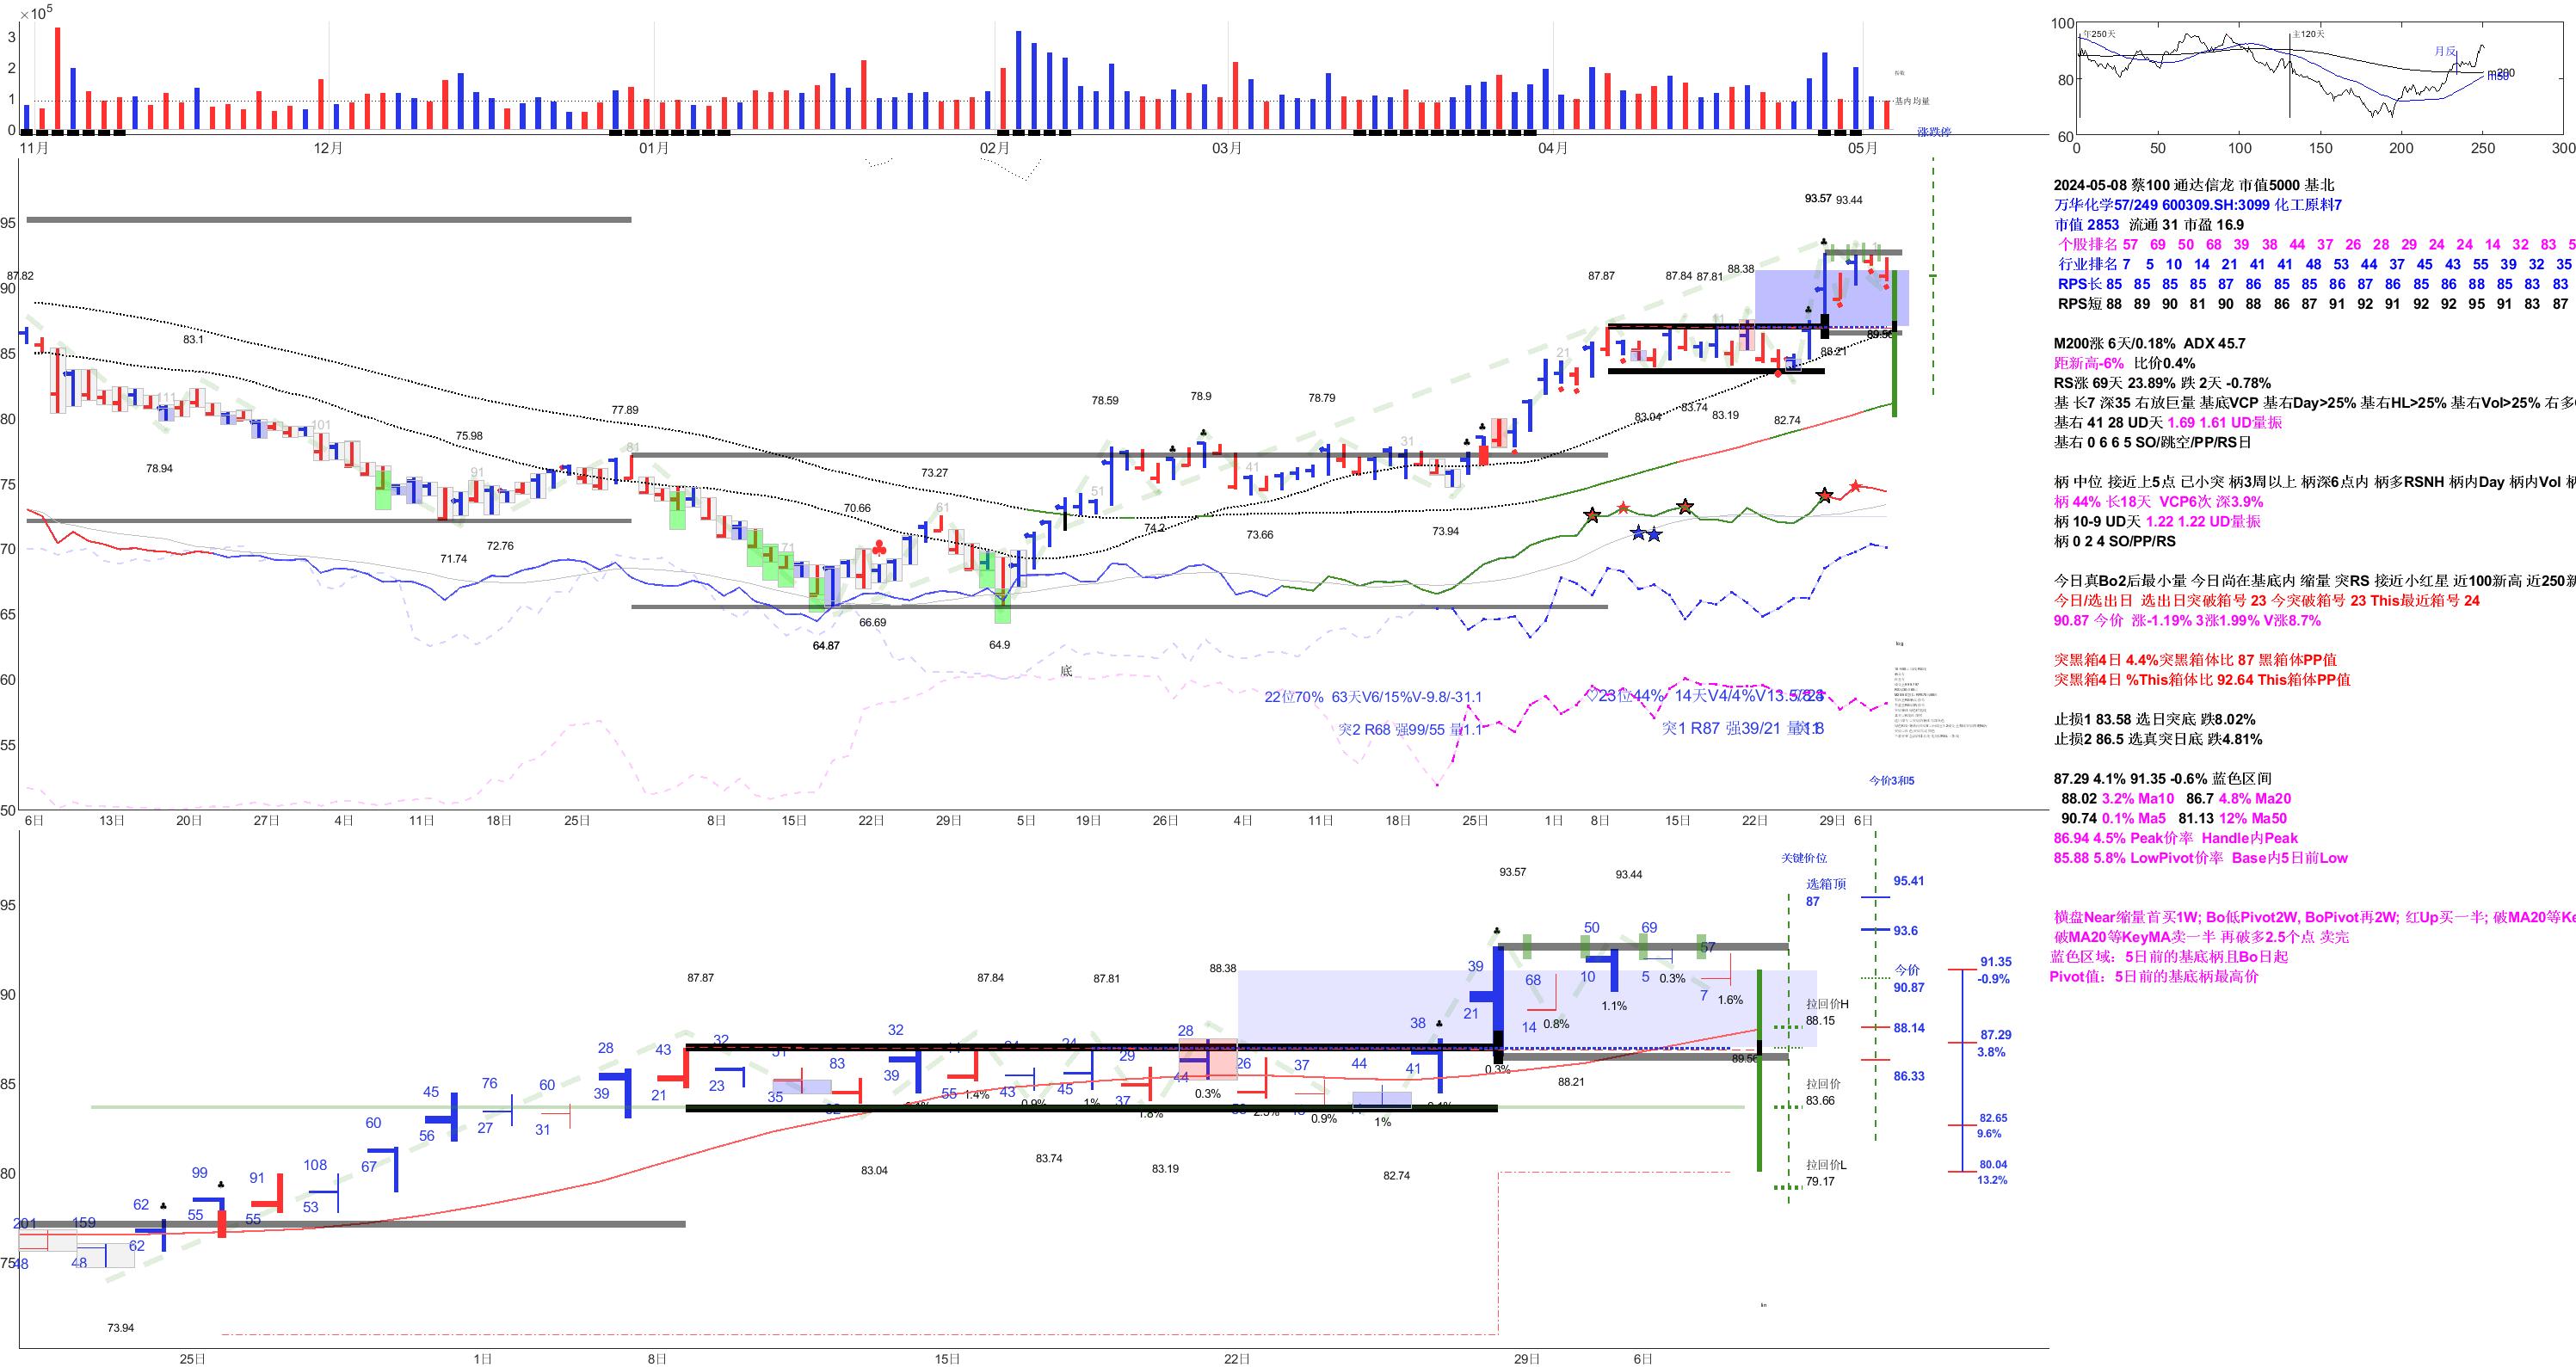 ×10⁵
3
2
1
0
基内均量
涨跌停
11月 12月 01月 02月 03月 04月 05月
100
80
60
年250天 主120天
月反
0 50 100 150 200 250 300
2024-05-08 蔡100 通达信龙 市值5000 基北
万华化学57/249 600309.SH:3099 化工原料7
市值 2853 流通 31 市盈 16.9
个股排名 57 69 50 68 39 38 44 37 26 28 29 24 24 14 32 83 5
行业排名 7 5 10 14 21 41 41 48 53 44 37 45 43 55 39 32 35
RPS长 85 85 85 85 87 86 85 85 86 87 86 85 86 88 85 83 83
RPS短 88 89 90 81 90 88 86 87 91 92 91 92 92 95 91 83 87
M200涨 6天/0.18% ADX 45.7
距新高-6% 比价0.4%
RS涨 69天 23.89% 跌 2天 -0.78%
基 长7 深35 右放巨量 基底VCP 基右Day>25% 基右HL>25% 基右Vol>25% 右多
基右 41 28 UD天 1.69 1.61 UD量振
基右 0 6 6 5 SO/跳空/PP/RS日
柄 中位 接近上5点 已小突 柄3周以上 柄深6点内 柄多RSNH 柄内Day 柄内Vol 柄
柄 44% 长18天 VCP6次 深3.9%
柄 10-9 UD天 1.22 1.22 UD量振
柄 0 2 4 SO/PP/RS
今日真Bo2后最小量 今日尚在基底内 缩量 突RS 接近小红星 近100新高 近250新
今日/选出日 选出日突破箱号 23 今突破箱号 23 This最近箱号 24
90.87 今价 涨-1.19% 3涨1.99% V涨8.7%
突黑箱4日 4.4%突黑箱体比 87 黑箱体PP值
突黑箱4日 %This箱体比 92.64 This箱体PP值
止损1 83.58 选日突底 跌8.02%
止损2 86.5 选真突日底 跌4.81%
87.29 4.1% 91.35 -0.6% 蓝色区间
88.02 3.2% Ma10 86.7 4.8% Ma20
90.74 0.1% Ma5 81.13 12% Ma50
86.94 4.5% Peak价率 Handle内Peak
85.88 5.8% LowPivot价率 Base内5日前Low
横盘Near缩量首买1W; Bo低Pivot2W, BoPivot再2W; 红Up买一半; 破MA20等Ke
破MA20等KeyMA卖一半 再破多2.5个点 卖完
蓝色区域：5日前的基底柄且Bo日起
Pivot值：5日前的基底柄最高价
95
90
85
80
75
70
65
60
55
50
87.82
83.1
78.94
75.98
71.74
72.76
77.89
70.66
64.87
66.69
73.27
64.9
底
78.59
74.2
78.9
73.66
78.79
73.94
87.87
83.04
87.84
83.74
87.81
83.19
88.38
82.74
93.57 93.44
88.21
89.56
111
101
91
81
71
61
51
41
31
21
11
1
22位70% 63天V6/15%V-9.8/-31.1
突2 R68 强99/55 量1.1
♡23位44% 14天V4/4%V13.5/8.8
突1 R87 强39/21
今价3和5
6日 13日 20日 27日 4日 11日 18日 25日 8日 15日 22日 29日 5日 19日 26日 4日 11日 18日 25日 1日 8日 15日 22日 29日 6日
95
90
85
80
75
201 159
48 48
62 62
99 55
91 55
108 53
60 67
45 56
76 27
60 31
28 39
43 21
32 23
35
83
32 39
55 1.4%
43
45 1%
29 37 1.8%
28 44 0.3%
26
37 0.9%
44 1%
38 41
39 21 0.3%
68 14 0.8%
50 10 1.1%
69 5 0.3%
57 7 1.6%
87.87 87.84 87.81 88.38 93.57 93.44
73.94 83.04 83.74 83.19 82.74 88.21 89.56
关键价位
选箱顶
87
今价
90.87
拉回价H
88.15
拉回价
83.66
拉回价L
79.17
95.41
93.6
88.14
86.33
91.35
-0.9%
87.29
3.8%
82.65
9.6%
80.04
13.2%
25日 1日 8日 15日 22日 29日 6日